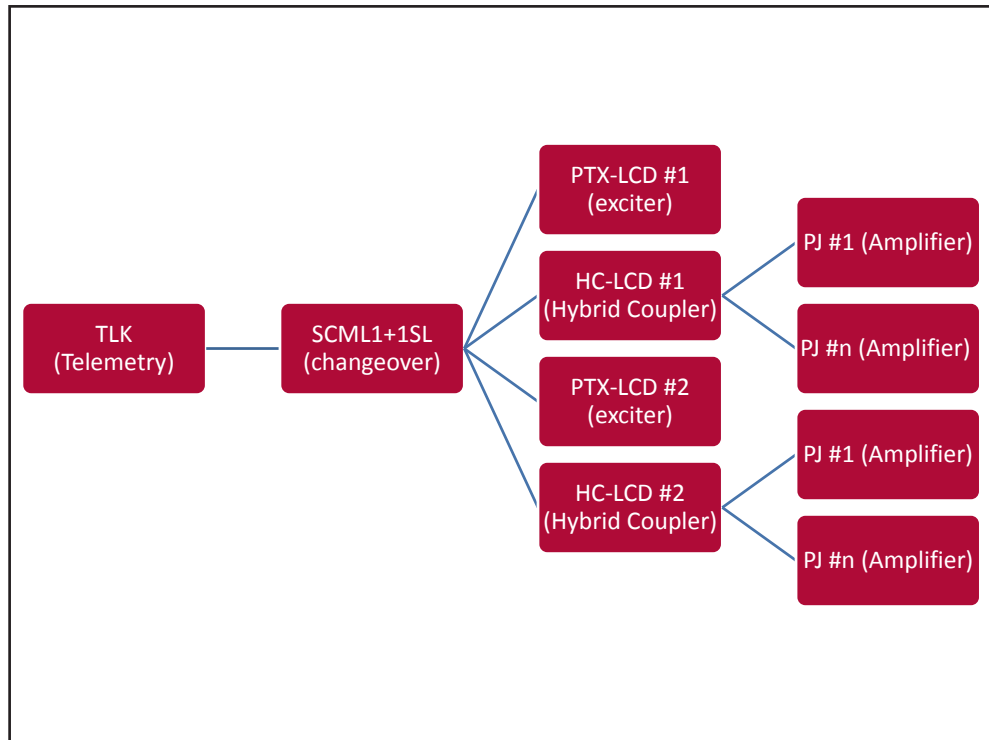 TLK
(Telemetry)
SCML1+1SL
(changeover)
PTX-LCD #1
(exciter)
HC-LCD #1
(Hybrid Coupler)
PTX-LCD #2
(exciter)
HC-LCD #2
(Hybrid Coupler)
PJ #1 (Amplifier)
PJ #n (Amplifier)
PJ #1 (Amplifier)
PJ #n (Amplifier)